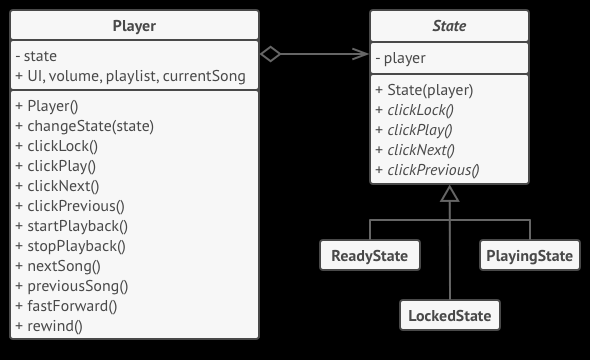 Player
- state
+ UI, volume, playlist, currentSong
+ Player()
+ changeState(state)
+ clickLock()
+ clickPlay()
+ clickNext()
+ clickPrevious()
+ startPlayback()
+ stopPlayback()
+ nextSong()
+ previousSong()
+ fastForward()
+ rewind()
State
- player
+ State(player)
+ clickLock()
+ clickPlay()
+ clickNext()
+ clickPrevious()
ReadyState
PlayingState
LockedState